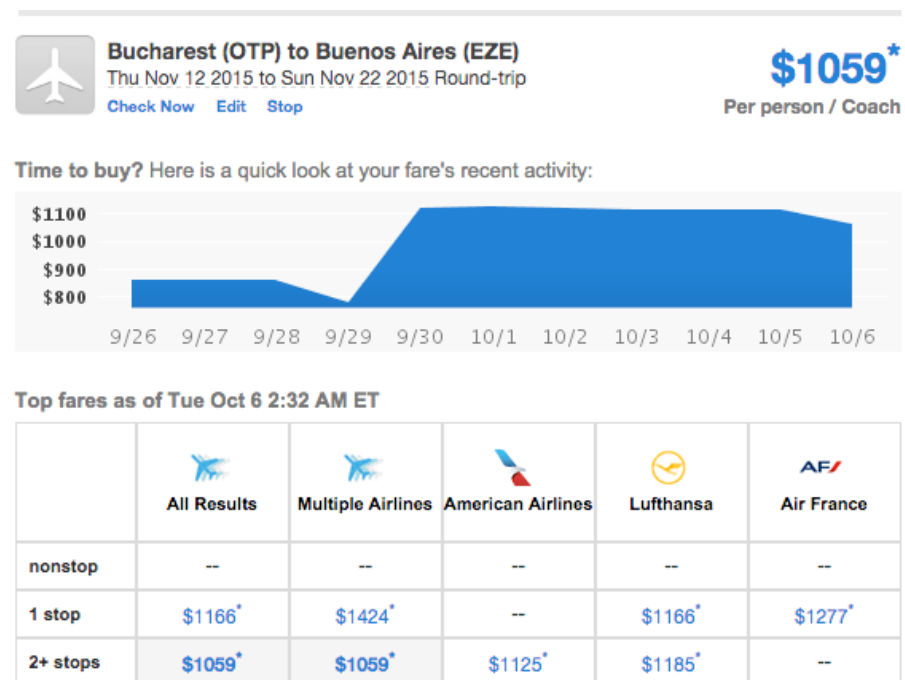 Bucharest (OTP) to Buenos Aires (EZE)
Thu Nov 12 2015 to Sun Nov 22 2015 Round-trip
Check Now Edit Stop
$1059*
Per person / Coach
Time to buy? Here is a quick look at your fare's recent activity:
$1100
$1000
$900
$800
9/26 9/27 9/28 9/29 9/30 10/1 10/2 10/3 10/4 10/5 10/6
Top fares as of Tue Oct 6 2:32 AM ET
AF
All Results Multiple Airlines American Airlines Lufthansa Air France
nonstop -- -- -- -- --
1 stop $1166* $1424* -- $1166* $1277*
2+ stops $1059* $1059* $1125* $1185* --